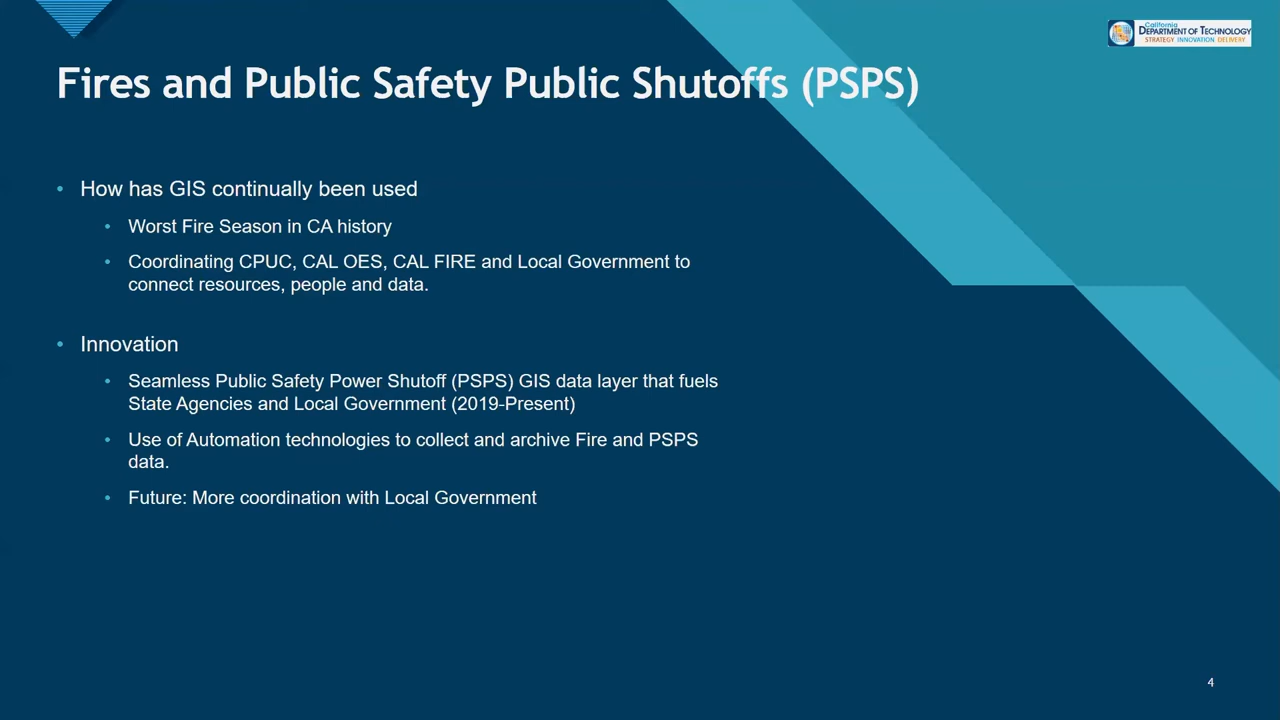 California
DEPARTMENT OF TECHNOLOGY
STRATEGY INNOVATION DELIVERY
Fires and Public Safety Public Shutoffs (PSPS)
• How has GIS continually been used
• Worst Fire Season in CA history
• Coordinating CPUC, CAL OES, CAL FIRE and Local Government to
connect resources, people and data.
• Innovation
• Seamless Public Safety Power Shutoff (PSPS) GIS data layer that fuels
State Agencies and Local Government (2019-Present)
• Use of Automation technologies to collect and archive Fire and PSPS
data.
• Future: More coordination with Local Government
4